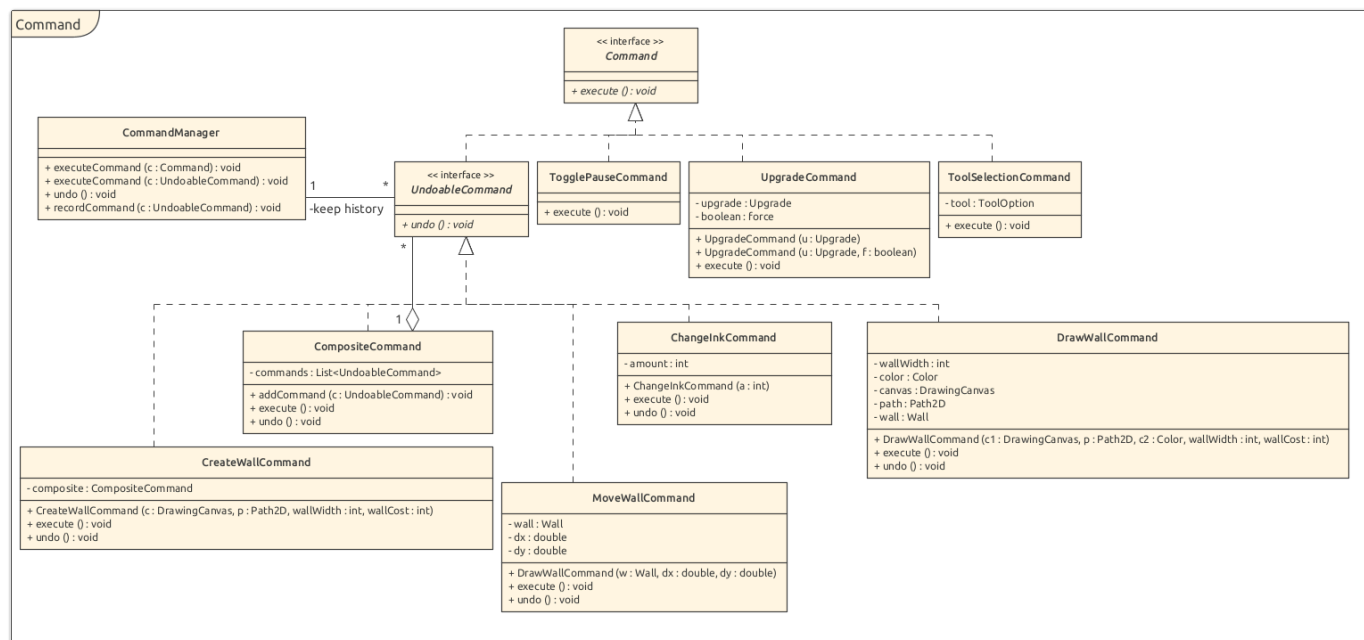 Command
<< interface >>
Command
+ execute () : void
CommandManager
+ executeCommand (c : Command) : void
+ executeCommand (c : UndoableCommand) : void
+ undo () : void
+ recordCommand (c : UndoableCommand) : void
1
*
-keep history
<< interface >>
UndoableCommand
+ undo () : void
*
TogglePauseCommand
+ execute () : void
UpgradeCommand
- upgrade : Upgrade
- boolean : force
+ UpgradeCommand (u : Upgrade)
+ UpgradeCommand (u : Upgrade, f : boolean)
+ execute () : void
ToolSelectionCommand
- tool : ToolOption
+ execute () : void
1
CompositeCommand
- commands : List<UndoableCommand>
+ addCommand (c : UndoableCommand) : void
+ execute () : void
+ undo () : void
ChangeInkCommand
- amount : int
+ ChangeInkCommand (a : int)
+ execute () : void
+ undo () : void
DrawWallCommand
- wallWidth : int
- color : Color
- canvas : DrawingCanvas
- path : Path2D
- wall : Wall
+ DrawWallCommand (c1 : DrawingCanvas, p : Path2D, c2 : Color, wallWidth : int, wallCost : int)
+ execute () : void
+ undo () : void
CreateWallCommand
- composite : CompositeCommand
+ CreateWallCommand (c : DrawingCanvas, p : Path2D, wallWidth : int, wallCost : int)
+ execute () : void
+ undo () : void
MoveWallCommand
- wall : Wall
- dx : double
- dy : double
+ DrawWallCommand (w : Wall, dx : double, dy : double)
+ execute () : void
+ undo () : void